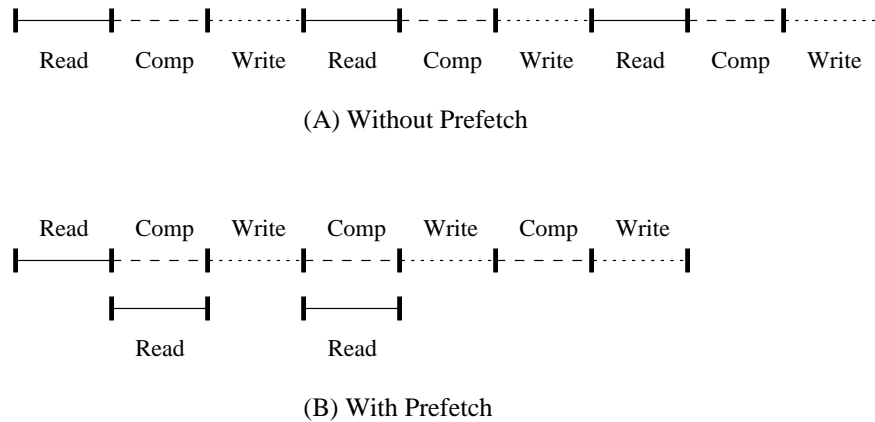 Read Comp Write Read Comp Write Read Comp Write
(A) Without Prefetch
Read Comp Write Comp Write Comp Write
Read Read
(B) With Prefetch